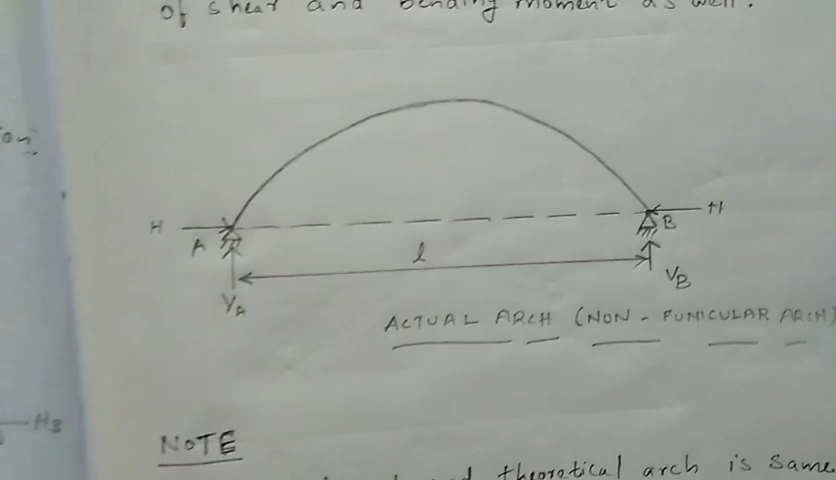 of shear and bending moment as well.
H
A
B
H
l
VA
VB
ACTUAL ARCH (NON - FUNICULAR ARCH)
NOTE
theoretical arch is same